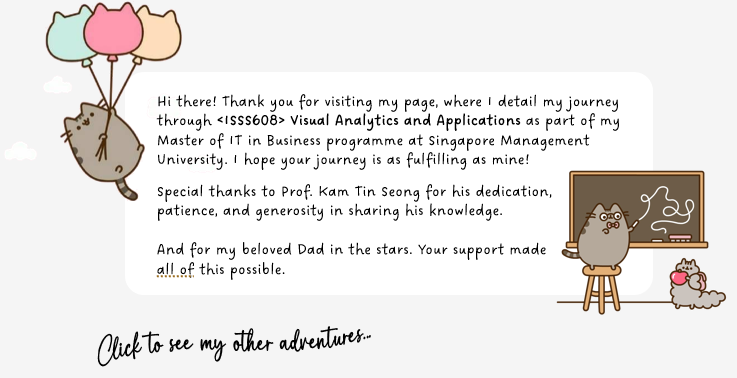 Hi there! Thank you for visiting my page, where I detail my journey
through <ISSS608> Visual Analytics and Applications as part of my
Master of IT in Business programme at Singapore Management
University. I hope your journey is as fulfilling as mine!
Special thanks to Prof. Kam Tin Seong for his dedication,
patience, and generosity in sharing his knowledge.
And for my beloved Dad in the stars. Your support made
all of this possible.
Click to see my other adventures...